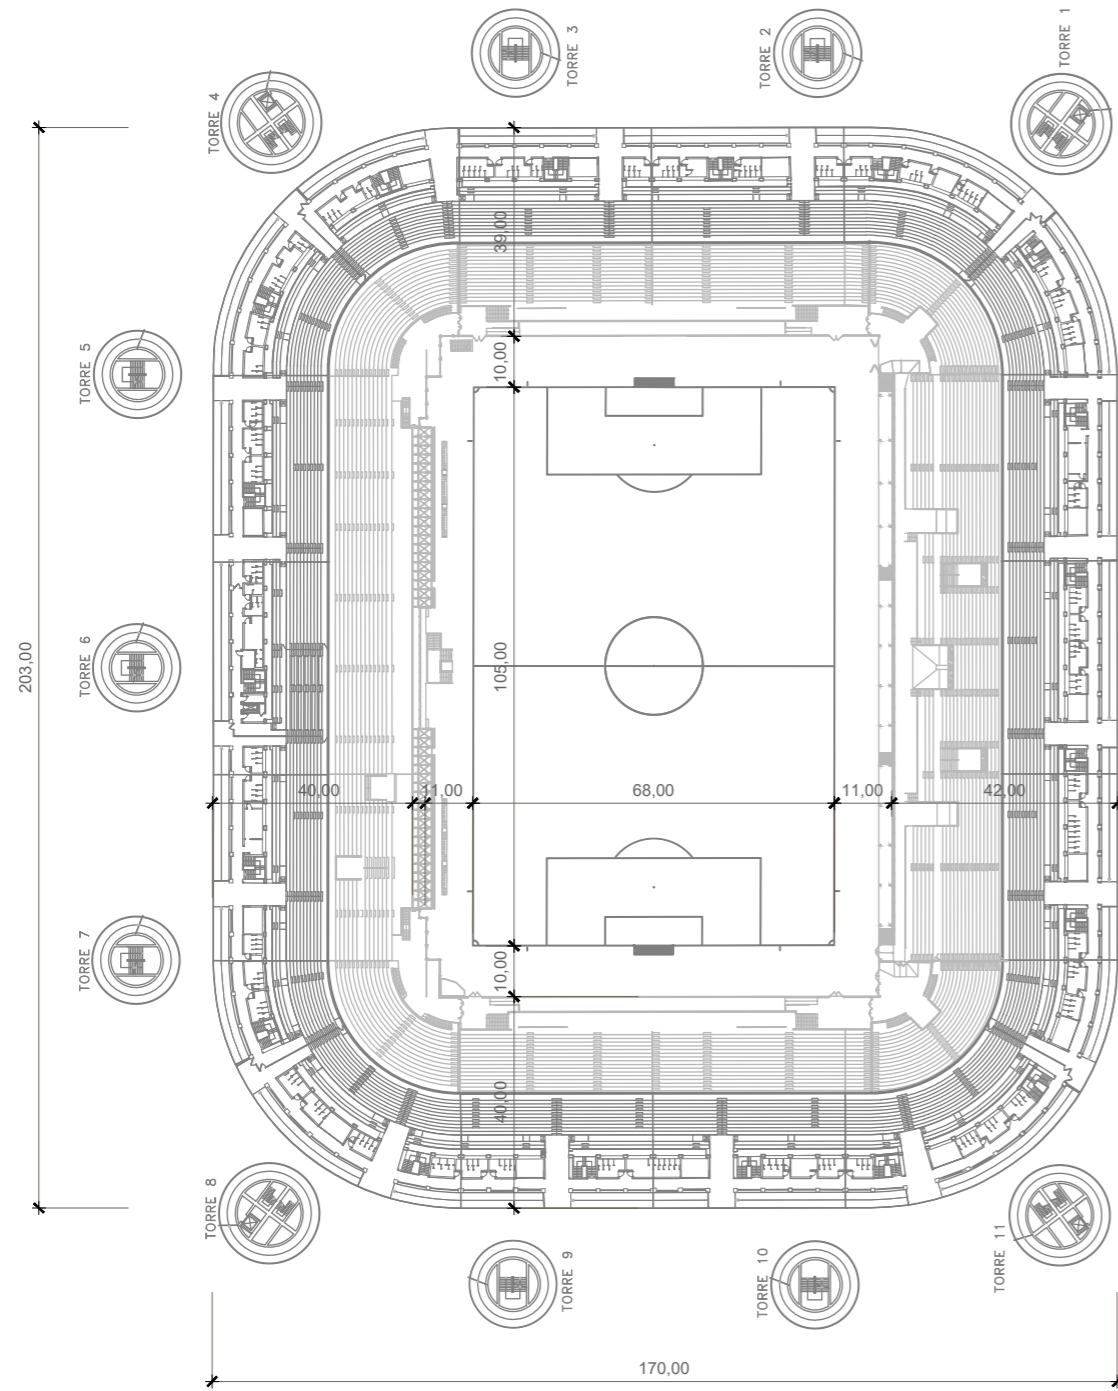 TORRE 1
TORRE 2
TORRE 3
TORRE 4
TORRE 5
TORRE 6
TORRE 7
TORRE 8
TORRE 9
TORRE 10
TORRE 11
203,00
39,00
10,00
105,00
40,00
11,00
68,00
11,00
42,00
10,00
40,00
170,00